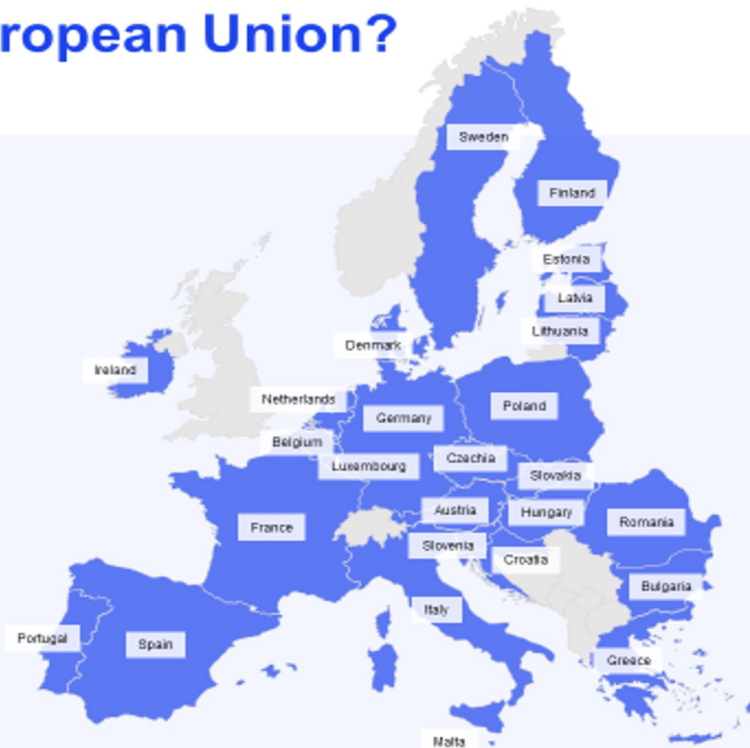 ropean Union?
Sweden
Finland
Estonia
Latvia
Lithuania
Denmark
Ireland
Netherlands
Poland
Germany
Belgium
Czechia
Luxembourg
Slovakia
Austria
Hungary
Romania
France
Slovenia
Croatia
Bulgaria
Italy
Portugal
Spain
Greece
Malta